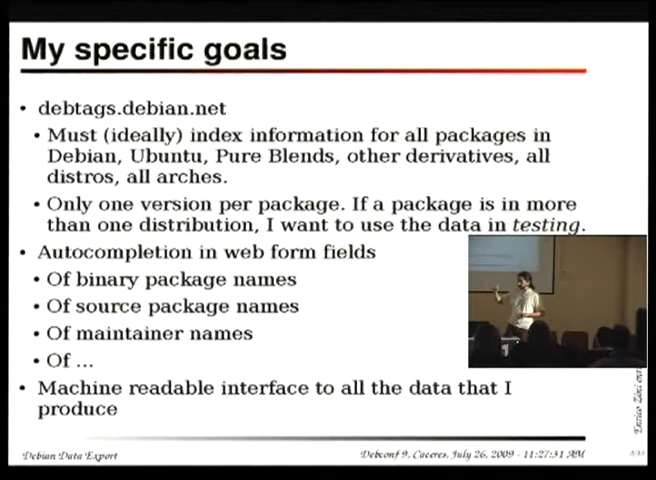 My specific goals
• debtags.debian.net
• Must (ideally) index information for all packages in
Debian, Ubuntu, Pure Blends, other derivatives, all
distros, all arches.
• Only one version per package. If a package is in more
than one distribution, I want to use the data in testing.
• Autocompletion in web form fields
• Of binary package names
• Of source package names
• Of maintainer names
• Of ...
• Machine readable interface to all the data that I
produce
Debian Data Export
Debconf 9, Caceres, July 26, 2009 - 11:27:31 AM
Enrico Zini